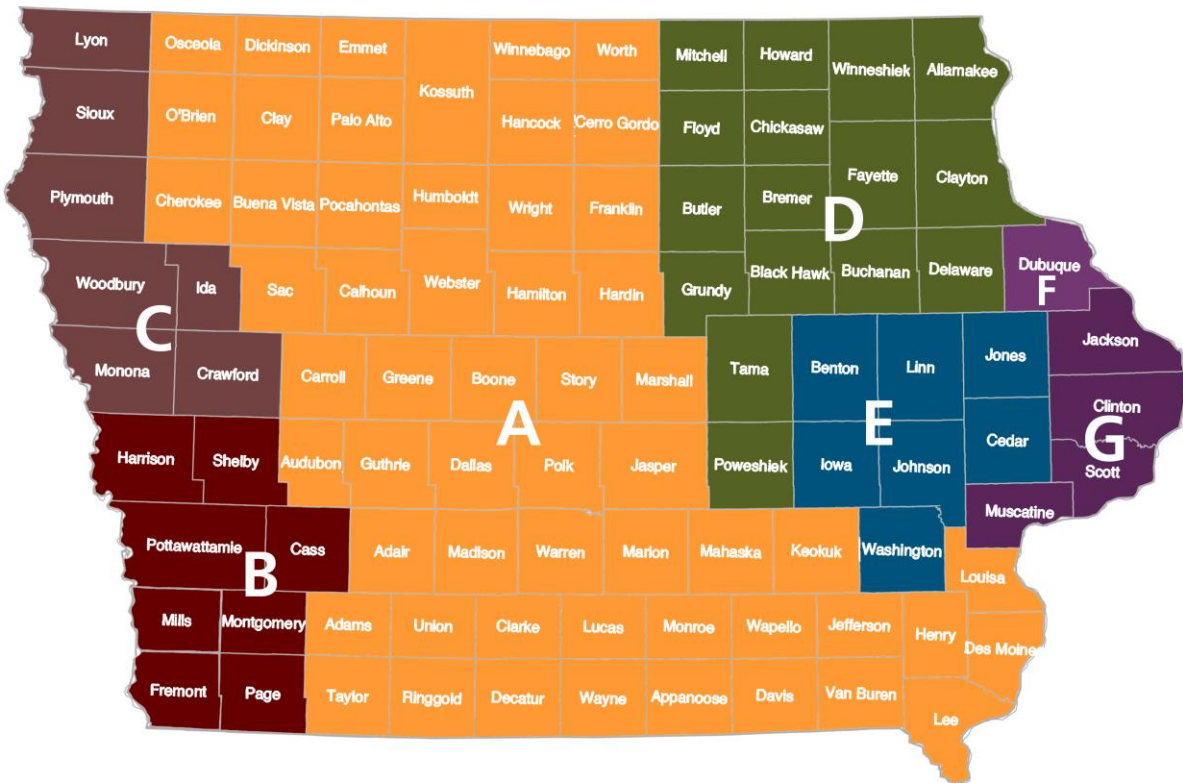 Lyon
Osceola
Dickinson
Emmet
Kossuth
Winnebago
Worth
Mitchell
Howard
Winneshiek
Allamakee
Sioux
O'Brien
Clay
Palo Alto
Hancock
Cerro Gordo
Floyd
Chickasaw
Fayette
Clayton
Plymouth
Cherokee
Buena Vista
Pocahontas
Humboldt
Wright
Franklin
Butler
Bremer
D
Woodbury
Ida
Sac
Calhoun
Webster
Hamilton
Hardin
Grundy
Black Hawk
Buchanan
Delaware
Dubuque
F
C
Monona
Crawford
Carroll
Greene
Boone
Story
Marshall
Tama
Benton
Linn
Jones
Jackson
A
E
Clinton
G
Harrison
Shelby
Audubon
Guthrie
Dallas
Polk
Jasper
Poweshiek
Iowa
Johnson
Cedar
Scott
Muscatine
Pottawattamie
Cass
B
Adair
Madison
Warren
Marion
Mahaska
Keokuk
Washington
Louisa
Mills
Montgomery
Adams
Union
Clarke
Lucas
Monroe
Wapello
Jefferson
Henry
Des Moine
Fremont
Page
Taylor
Ringgold
Decatur
Wayne
Appanoose
Davis
Van Buren
Lee